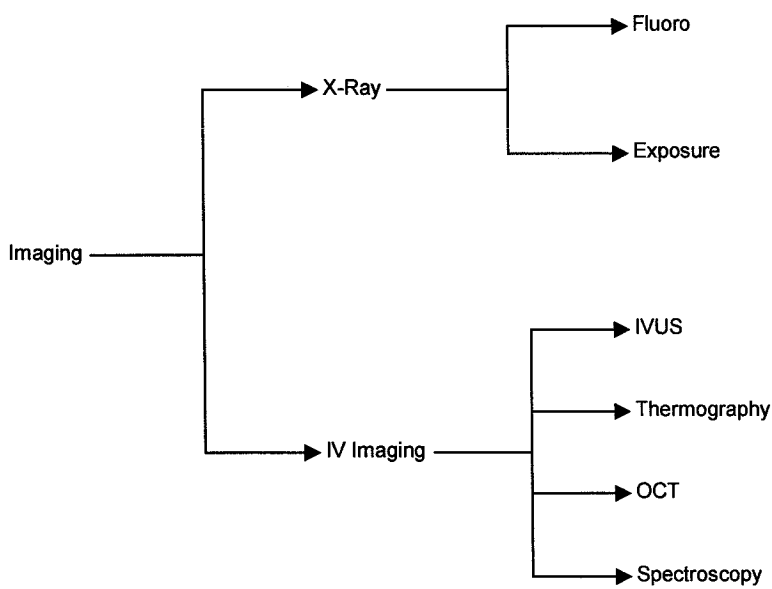 Fluoro
X-Ray
Exposure
Imaging
IVUS
Thermography
IV Imaging
OCT
Spectroscopy